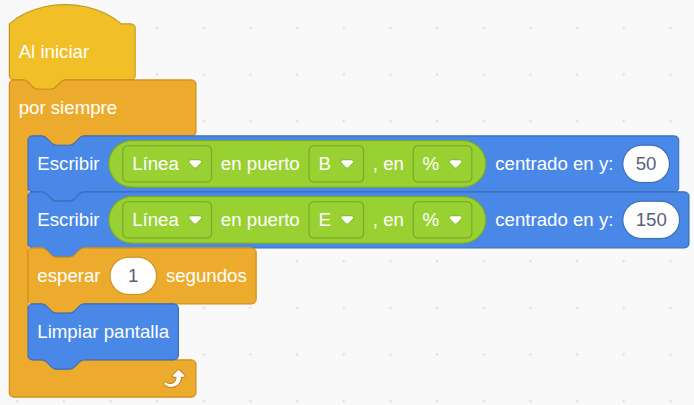 Al iniciar
por siempre
Escribir Línea en puerto B , en % centrado en y: 50
Escribir Línea en puerto E , en % centrado en y: 150
esperar 1 segundos
Limpiar pantalla